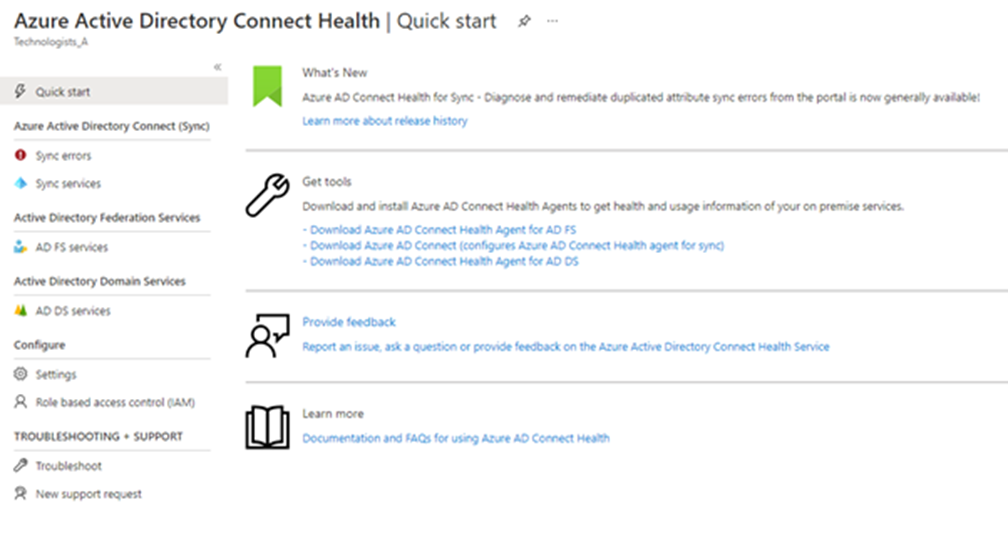 Azure Active Directory Connect Health | Quick start
Technologists_A
Quick start
Azure Active Directory Connect (Sync)
Sync errors
Sync services
Active Directory Federation Services
AD FS services
Active Directory Domain Services
AD DS services
Configure
Settings
Role based access control (IAM)
TROUBLESHOOTING + SUPPORT
Troubleshoot
New support request
What's New
Azure AD Connect Health for Sync - Diagnose and remediate duplicated attribute sync errors from the portal is now generally available!
Learn more about release history
Get tools
Download and install Azure AD Connect Health Agents to get health and usage information of your on premise services.
- Download Azure AD Connect Health Agent for AD FS
- Download Azure AD Connect (configures Azure AD Connect Health agent for sync)
- Download Azure AD Connect Health Agent for AD DS
Provide feedback
Report an issue, ask a question or provide feedback on the Azure Active Directory Connect Health Service
Learn more
Documentation and FAQs for using Azure AD Connect Health